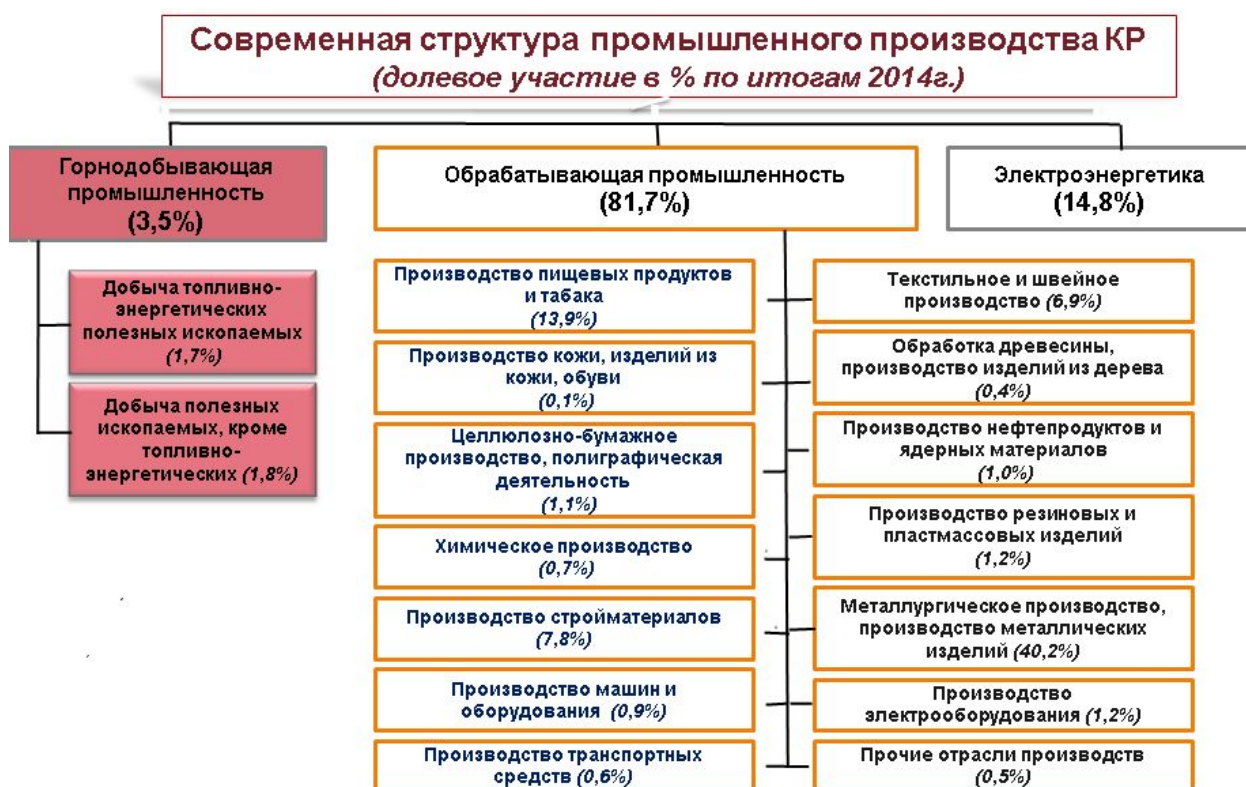 Современная структура промышленного производства КР
(долевое участие в % по итогам 2014г.)
Горнодобывающая
промышленность
(3,5%)
Добыча топливно-
энергетических
полезных ископаемых
(1,7%)
Добыча полезных
ископаемых, кроме
топливно-
энергетических (1,8%)
Обрабатывающая промышленность
(81,7%)
Производство пищевых продуктов
и табака
(13,9%)
Производство кожи, изделий из
кожи, обуви
(0,1%)
Целлюлозно-бумажное
производство, полиграфическая
деятельность
(1,1%)
Химическое производство
(0,7%)
Производство стройматериалов
(7,8%)
Производство машин и
оборудования (0,9%)
Производство транспортных
средств (0,6%)
Текстильное и швейное
производство (6,9%)
Обработка древесины,
производство изделий из дерева
(0,4%)
Производство нефтепродуктов и
ядерных материалов
(1,0%)
Производство резиновых и
пластмассовых изделий
(1,2%)
Металлургическое производство,
производство металлических
изделий (40,2%)
Производство
электрооборудования (1,2%)
Прочие отрасли производств
(0,5%)
Электроэнергетика
(14,8%)